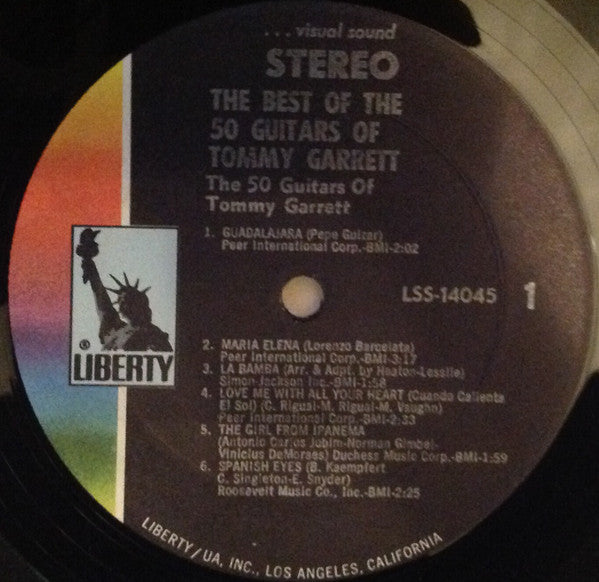 ... visual sound
STEREO
THE BEST OF THE
50 GUITARS OF
TOMMY GARRETT
The 50 Guitars Of
Tommy Garrett
1. GUADALAJARA (Pepe Guizar)
Peer International Corp.-BMI-2:02
LSS-14045 1
® LIBERTY
2. MARIA ELENA (Lorenzo Barcelata)
Peer International Corp.-BMI-3:17
3. LA BAMBA (Arr. & Adpt. by Heaton-Lesslie)
Simon-Jackson Inc.-BMI-1:58
4. LOVE ME WITH ALL YOUR HEART (Cuando Calienta
El Sol) (C. Rigual-M. Rigual-M. Vaughn)
Peer International Corp.-BMI-2:33
5. THE GIRL FROM IPANEMA
(Antonio Carlos Jobim-Norman Gimbel-
Vinicius DeMoraes) Duchess Music Corp.-BMI-1:59
6. SPANISH EYES (B. Kaempfert
C. Singleton-E. Snyder)
Roosevelt Music Co., Inc.-BMI-2:25
LIBERTY/UA, INC., LOS ANGELES, CALIFORNIA